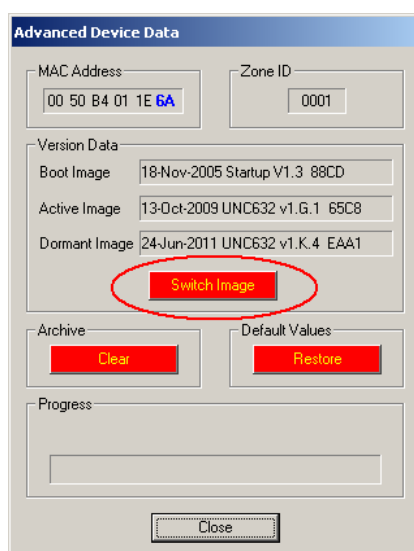 Advanced Device Data
MAC Address
00 50 B4 01 1E 6A
Zone ID
0001
Version Data
Boot Image 18-Nov-2005 Startup V1.3 88CD
Active Image 13-Oct-2009 UNC632 v1.G.1 65C8
Dormant Image 24-Jun-2011 UNC632 v1.K.4 EAA1
Switch Image
Archive
Clear
Default Values
Restore
Progress
Close